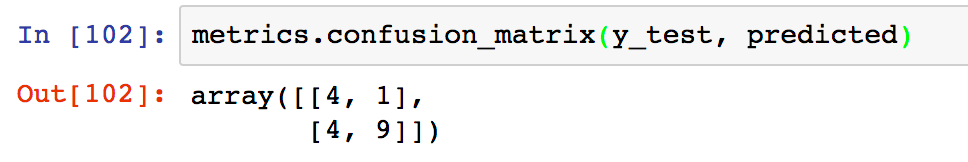 In [102]: metrics.confusion_matrix(y_test, predicted)
Out[102]: array([[4, 1],
[4, 9]])